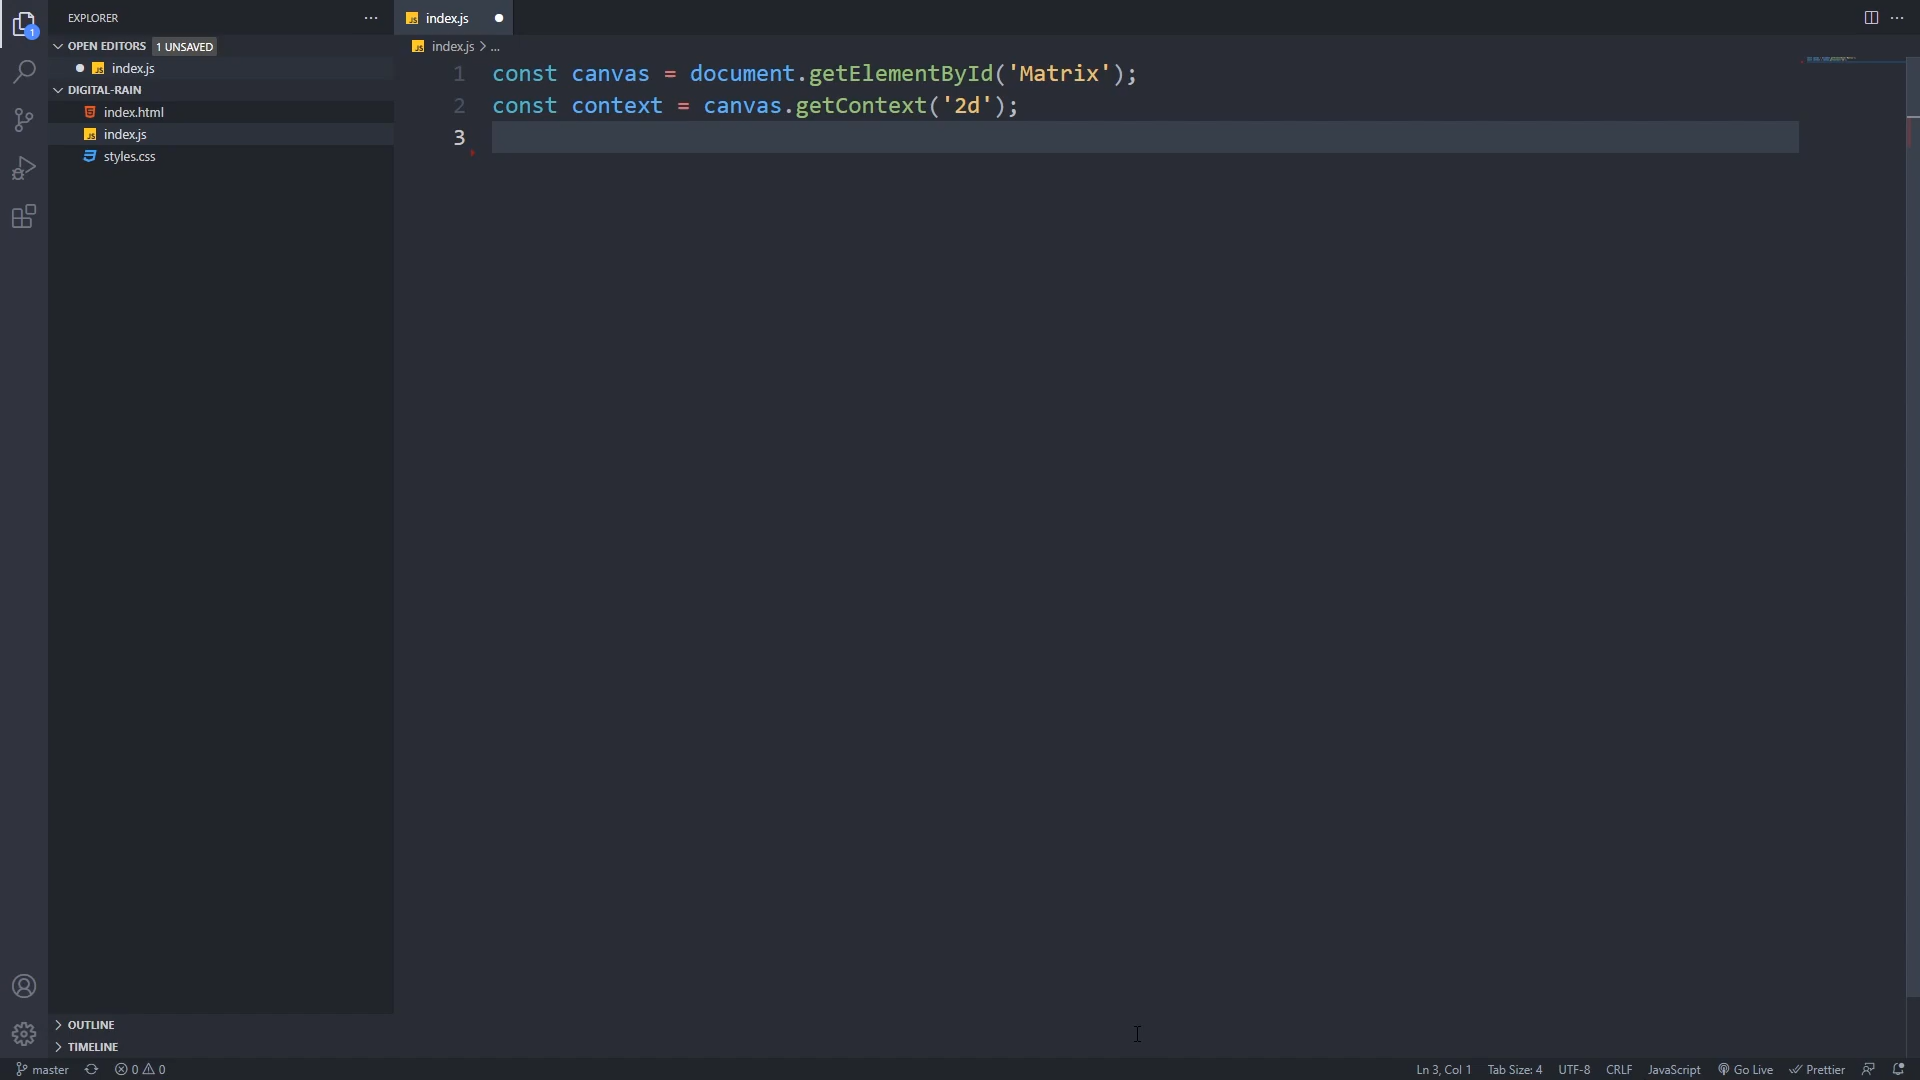 EXPLORER
index.js
OPEN EDITORS 1 UNSAVED
index.js
DIGITAL-RAIN
index.html
index.js
styles.css
index.js > ...
1 const canvas = document.getElementById('Matrix');
2 const context = canvas.getContext('2d');
3
1
OUTLINE
TIMELINE
master 0 0 Ln 3, Col 1 Tab Size: 4 UTF-8 CRLF JavaScript Go Live Prettier